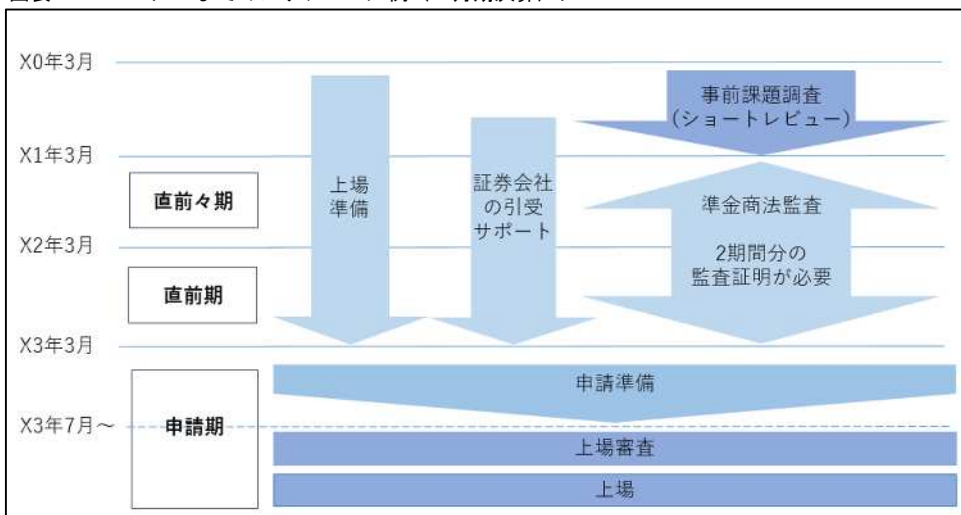 X0年3月
事前課題調査
(ショートレビュー)
X1年3月
直前々期
上場
準備
証券会社
の引受
サポート
準金商法監査
X2年3月
2期間分の
監査証明が必要
直前期
X3年3月
申請準備
X3年7月～
申請期
上場審査
上場